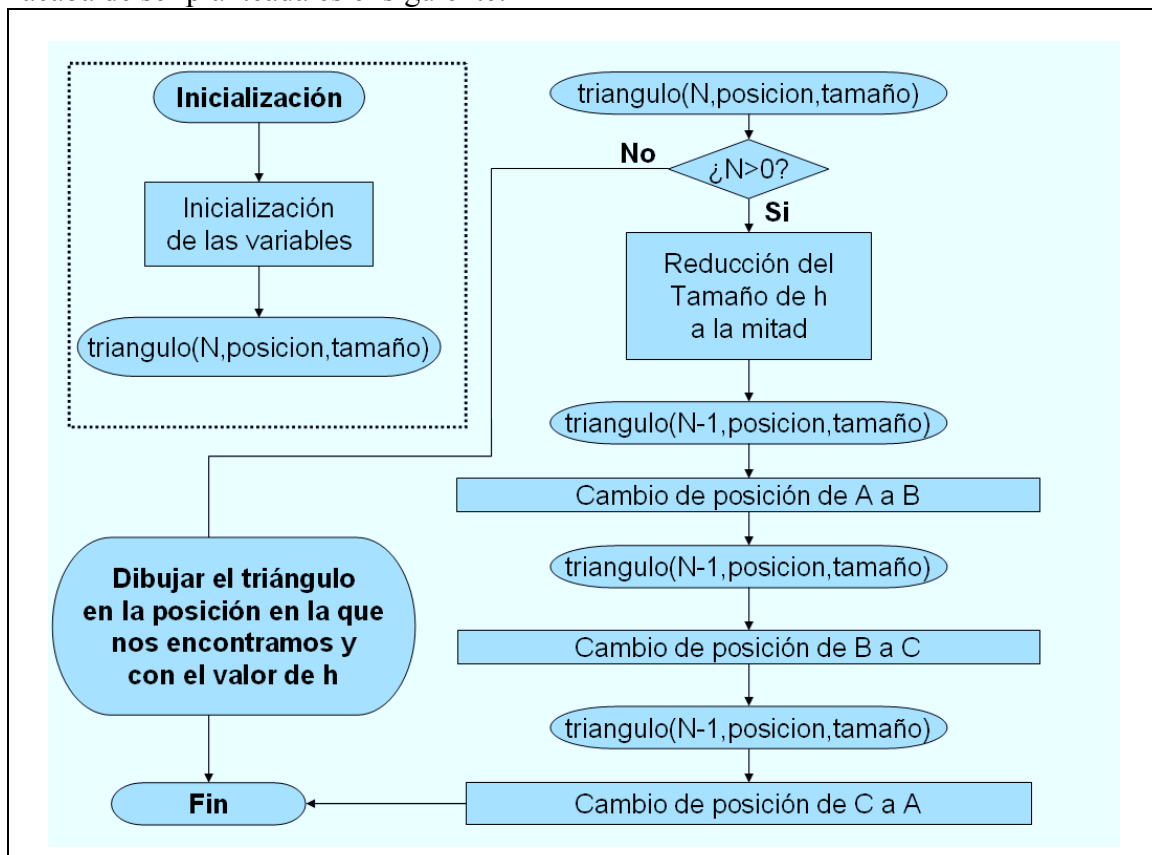 Inicialización
Inicialización
de las variables
triangulo(N,posicion,tamaño)
triangulo(N,posicion,tamaño)
No
¿N>0?
Si
Reducción del
Tamaño de h
a la mitad
triangulo(N-1,posicion,tamaño)
Cambio de posición de A a B
triangulo(N-1,posicion,tamaño)
Cambio de posición de B a C
triangulo(N-1,posicion,tamaño)
Cambio de posición de C a A
Dibujar el triángulo
en la posición en la que
nos encontramos y
con el valor de h
Fin